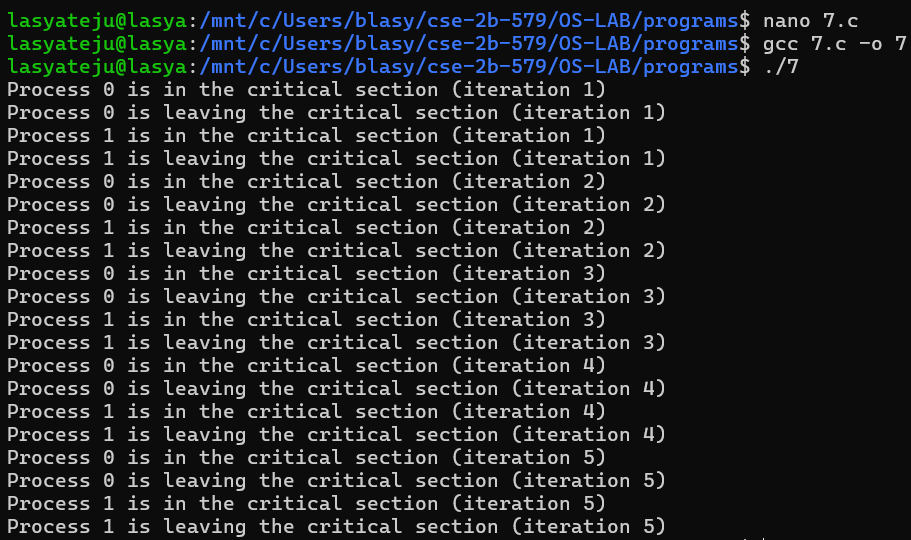 lasyateju@lasya:/mnt/c/Users/blasy/cse-2b-579/OS-LAB/programs$ nano 7.c
lasyateju@lasya:/mnt/c/Users/blasy/cse-2b-579/OS-LAB/programs$ gcc 7.c -o 7
lasyateju@lasya:/mnt/c/Users/blasy/cse-2b-579/OS-LAB/programs$ ./7
Process 0 is in the critical section (iteration 1)
Process 0 is leaving the critical section (iteration 1)
Process 1 is in the critical section (iteration 1)
Process 1 is leaving the critical section (iteration 1)
Process 0 is in the critical section (iteration 2)
Process 0 is leaving the critical section (iteration 2)
Process 1 is in the critical section (iteration 2)
Process 1 is leaving the critical section (iteration 2)
Process 0 is in the critical section (iteration 3)
Process 0 is leaving the critical section (iteration 3)
Process 1 is in the critical section (iteration 3)
Process 1 is leaving the critical section (iteration 3)
Process 0 is in the critical section (iteration 4)
Process 0 is leaving the critical section (iteration 4)
Process 1 is in the critical section (iteration 4)
Process 1 is leaving the critical section (iteration 4)
Process 0 is in the critical section (iteration 5)
Process 0 is leaving the critical section (iteration 5)
Process 1 is in the critical section (iteration 5)
Process 1 is leaving the critical section (iteration 5)